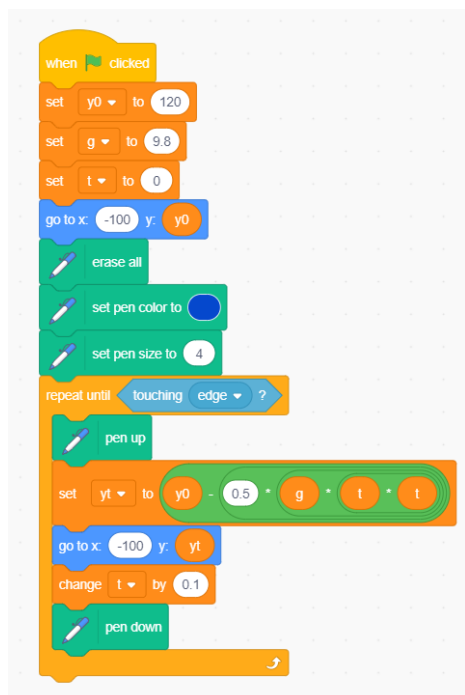 when clicked
set y0 to 120
set g to 9.8
set t to 0
go to x: -100 y: y0
erase all
set pen color to
set pen size to 4
repeat until touching edge ?
pen up
set yt to y0 - 0.5 * g * t * t
go to x: -100 y: yt
change t by 0.1
pen down